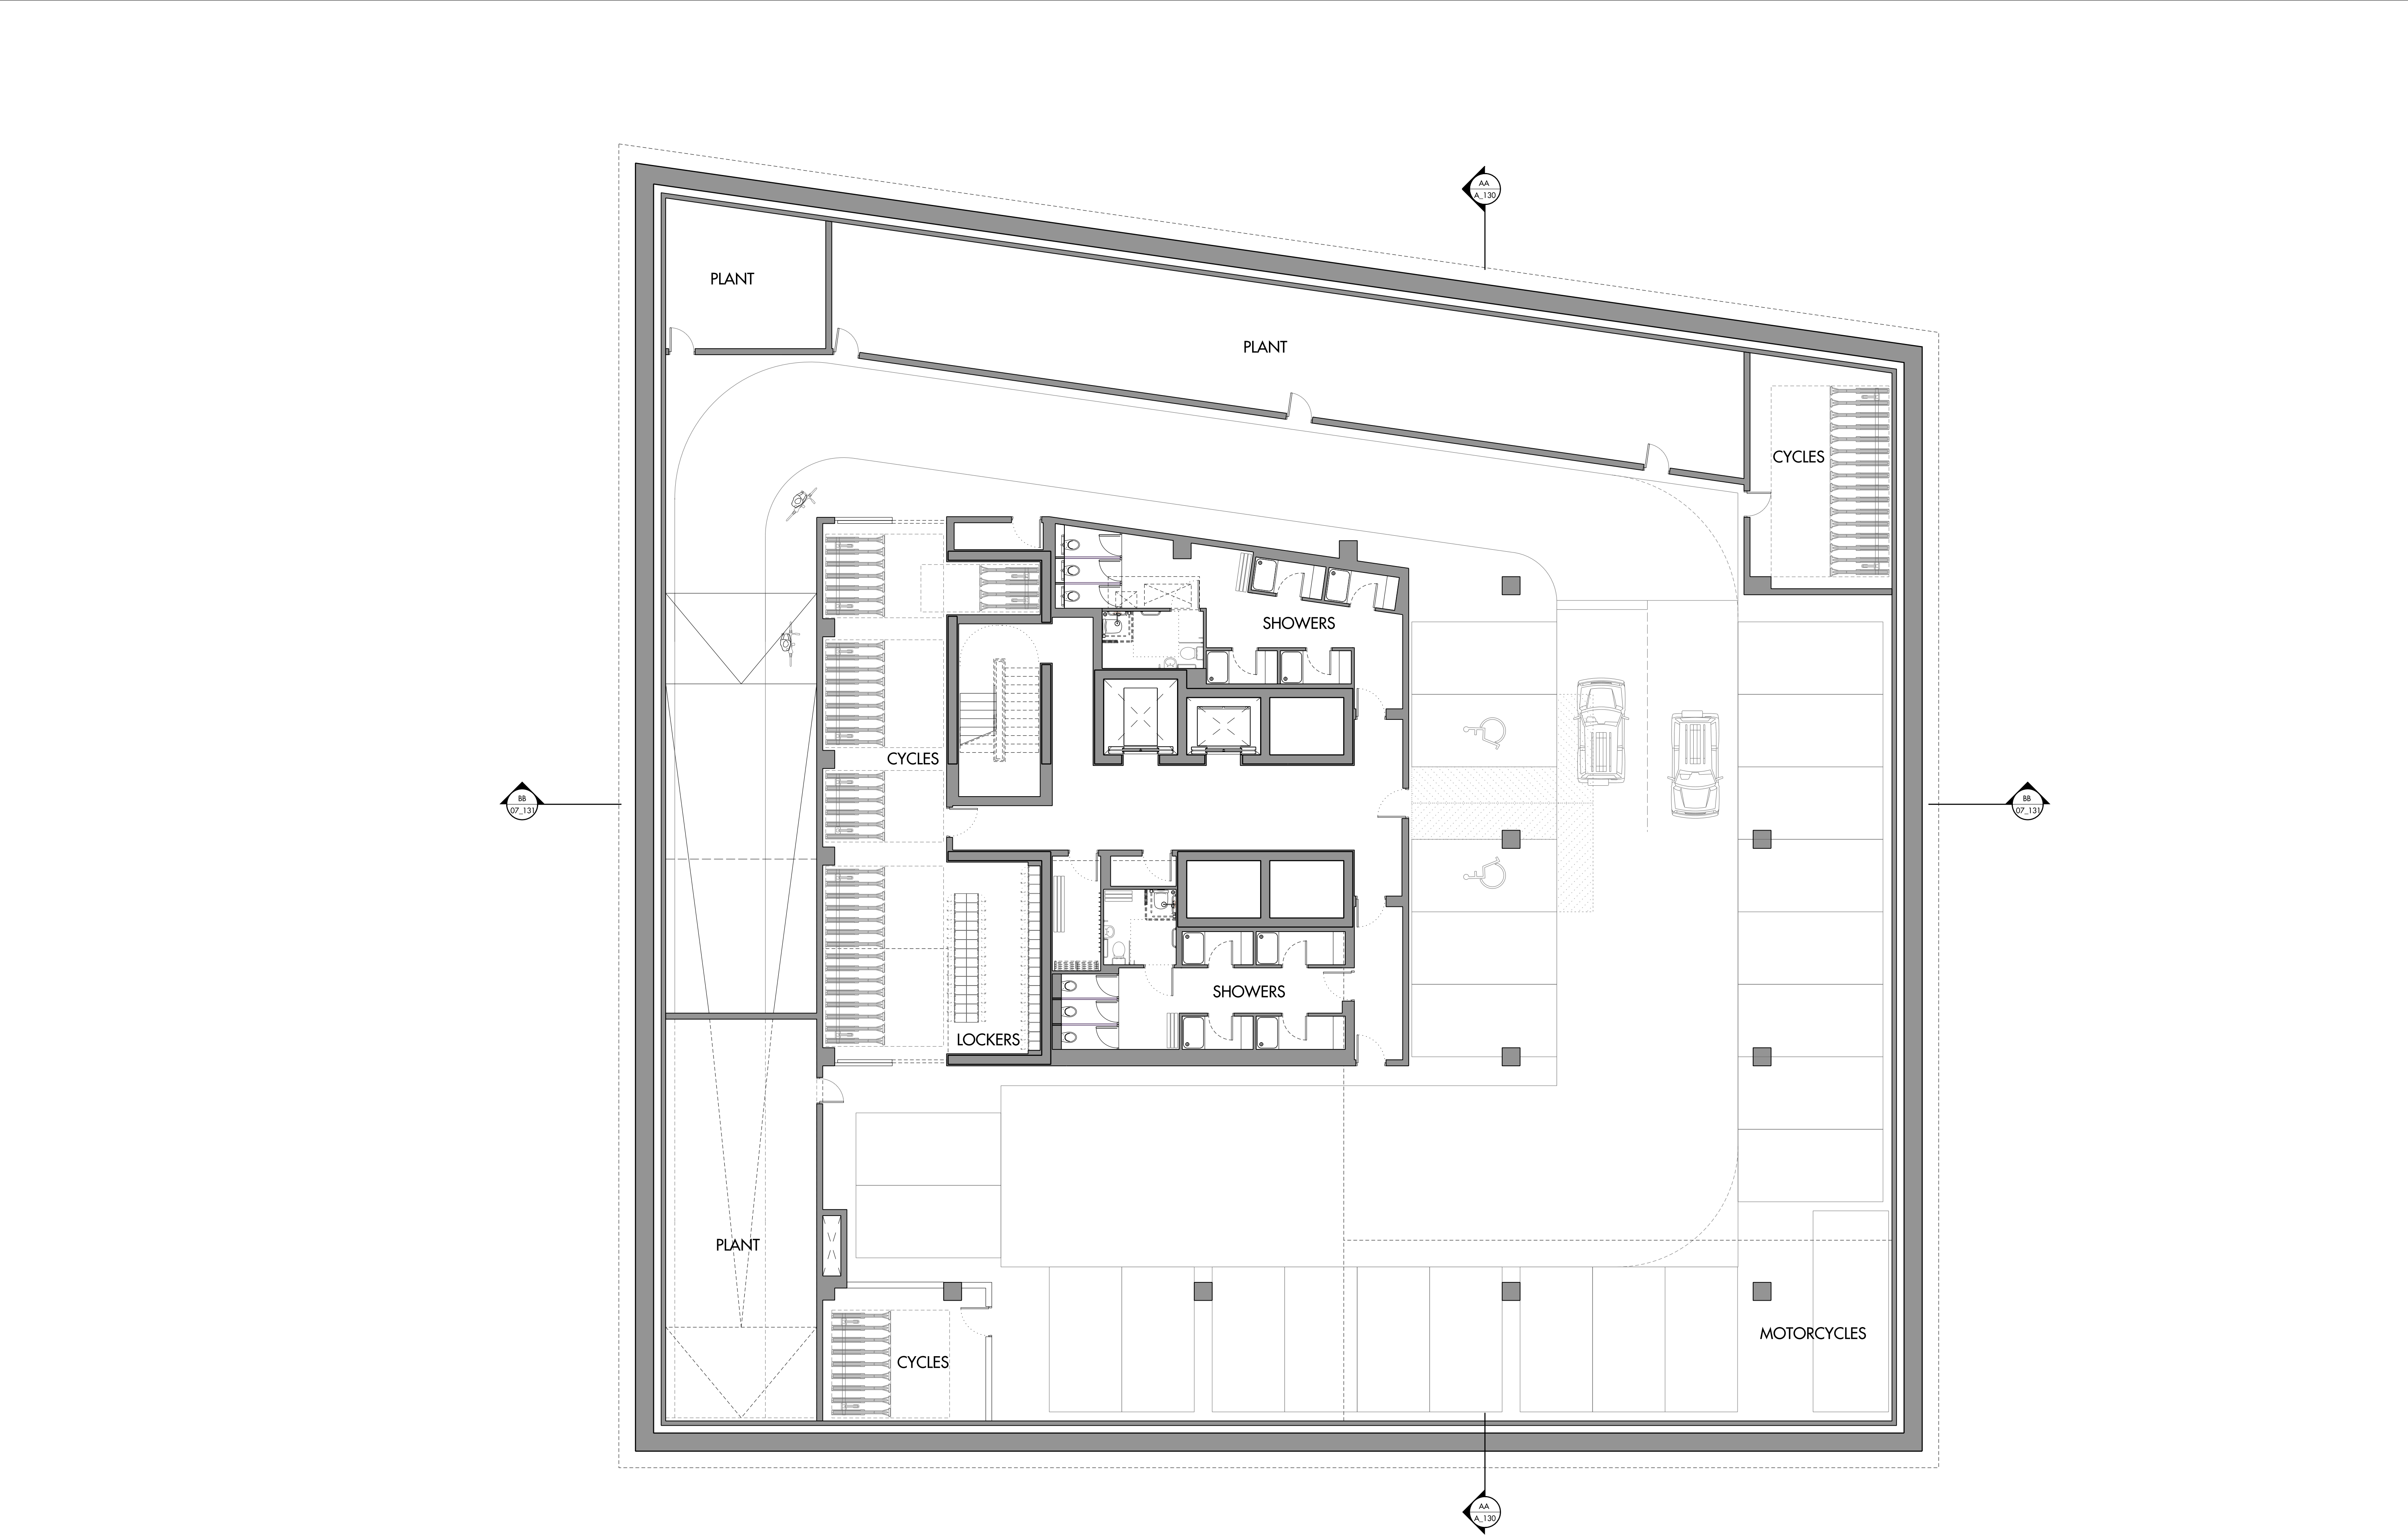 AA
A_130
PLANT
PLANT
CYCLES
SHOWERS
CYCLES
BB
07_131
BB
07_131
SHOWERS
LOCKERS
PLANT
MOTORCYCLES
CYCLES
AA
A_130